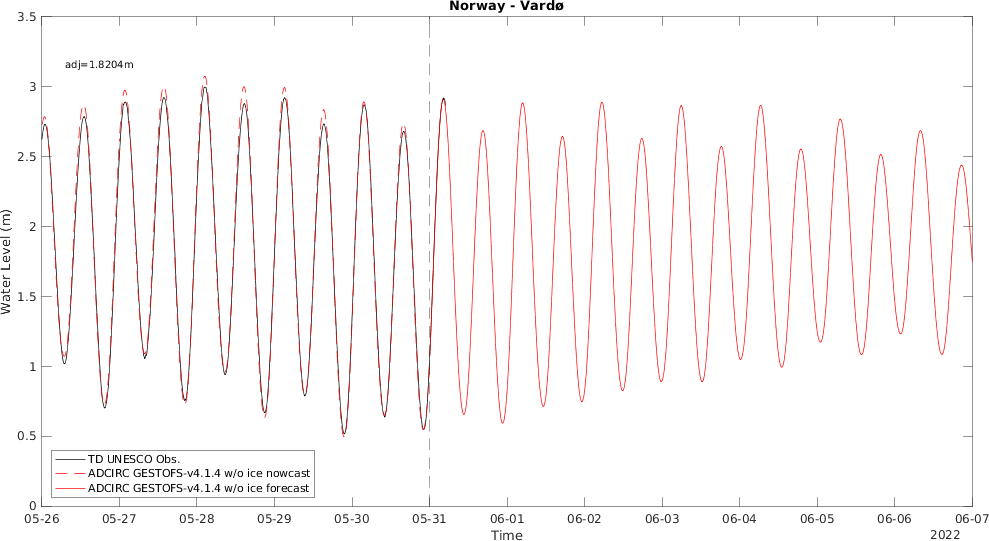 Norway - Vardø
adj=1.8204m
Water Level (m)
3.5
3
2.5
2
1.5
1
0.5
0
TD UNESCO Obs.
ADCIRC GESTOFS-v4.1.4 w/o ice nowcast
ADCIRC GESTOFS-v4.1.4 w/o ice forecast
05-26 05-27 05-28 05-29 05-30 05-31 06-01 06-02 06-03 06-04 06-05 06-06 06-07
Time
2022